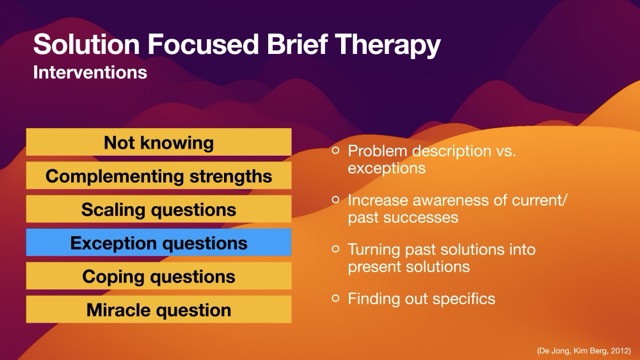 Solution Focused Brief Therapy
Interventions
Not knowing
Complementing strengths
Scaling questions
Exception questions
Coping questions
Miracle question
Problem description vs.
exceptions
Increase awareness of current/
past successes
Turning past solutions into
present solutions
Finding out specifics
(De Jong, Kim Berg, 2012)